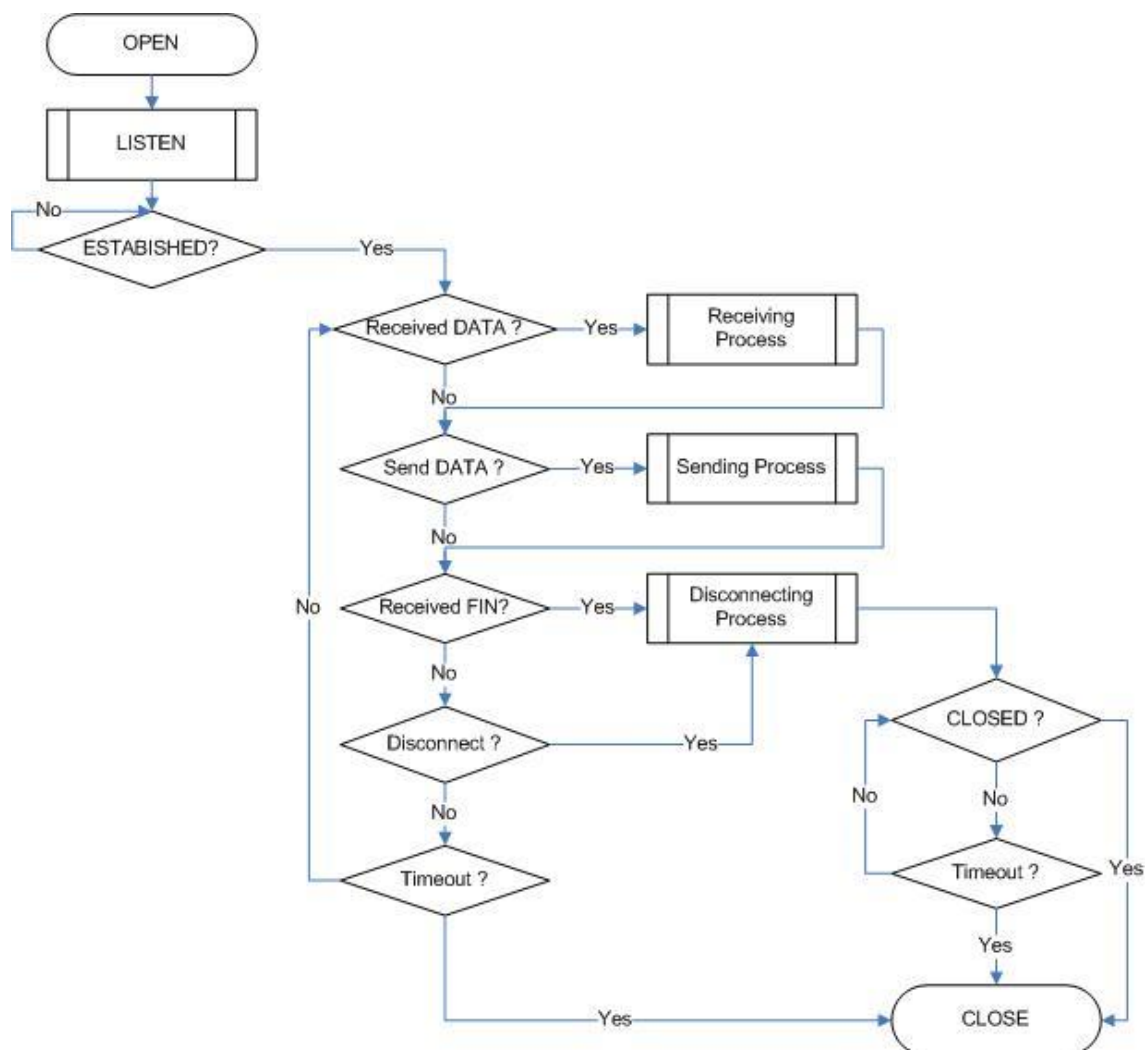 OPEN
LISTEN
No
ESTABISHED?
Yes
Received DATA ?
Yes
Receiving
Process
No
Send DATA ?
Yes
Sending Process
No
Received FIN?
Yes
Disconnecting
Process
No
No
Disconnect ?
Yes
CLOSED ?
No
No
No
Timeout ?
Timeout ?
Yes
Yes
Yes
CLOSE